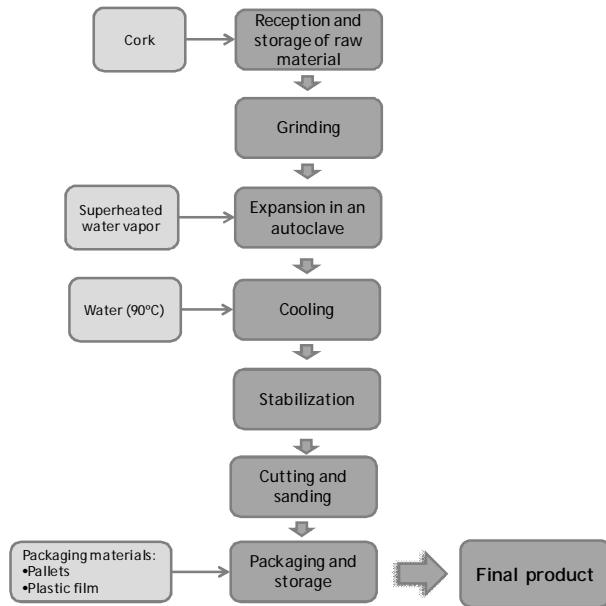 Cork
Reception and
storage of raw
material
Grinding
Superheated
water vapor
Expansion in an
autoclave
Water (90ºC)
Cooling
Stabilization
Cutting and
sanding
Packaging materials:
•Pallets
•Plastic film
Packaging and
storage
Final product